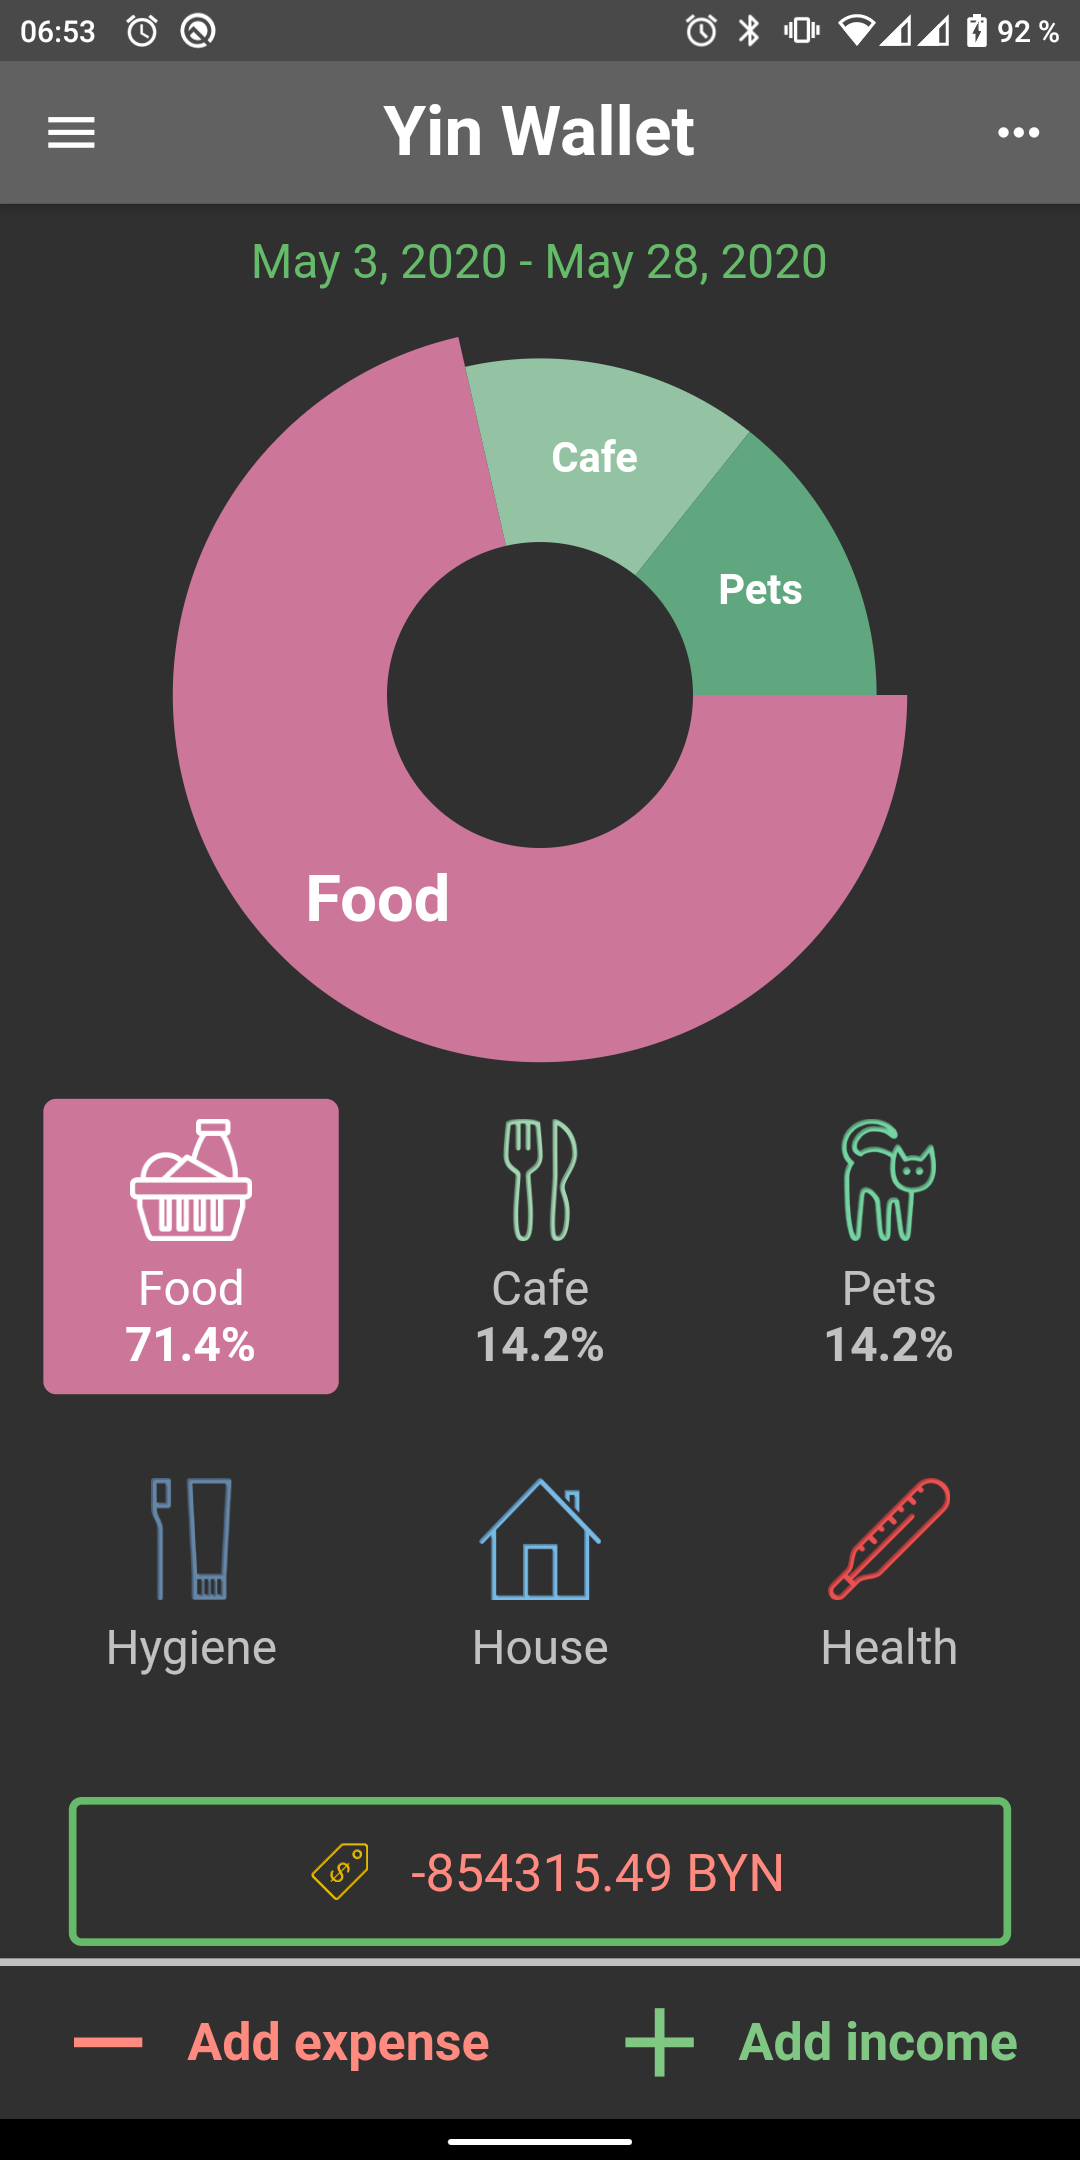 06:53 92 %
Yin Wallet
May 3, 2020 - May 28, 2020
Cafe
Pets
Food
Food Cafe Pets
71.4% 14.2% 14.2%
Hygiene House Health
-854315.49 BYN
Add expense Add income